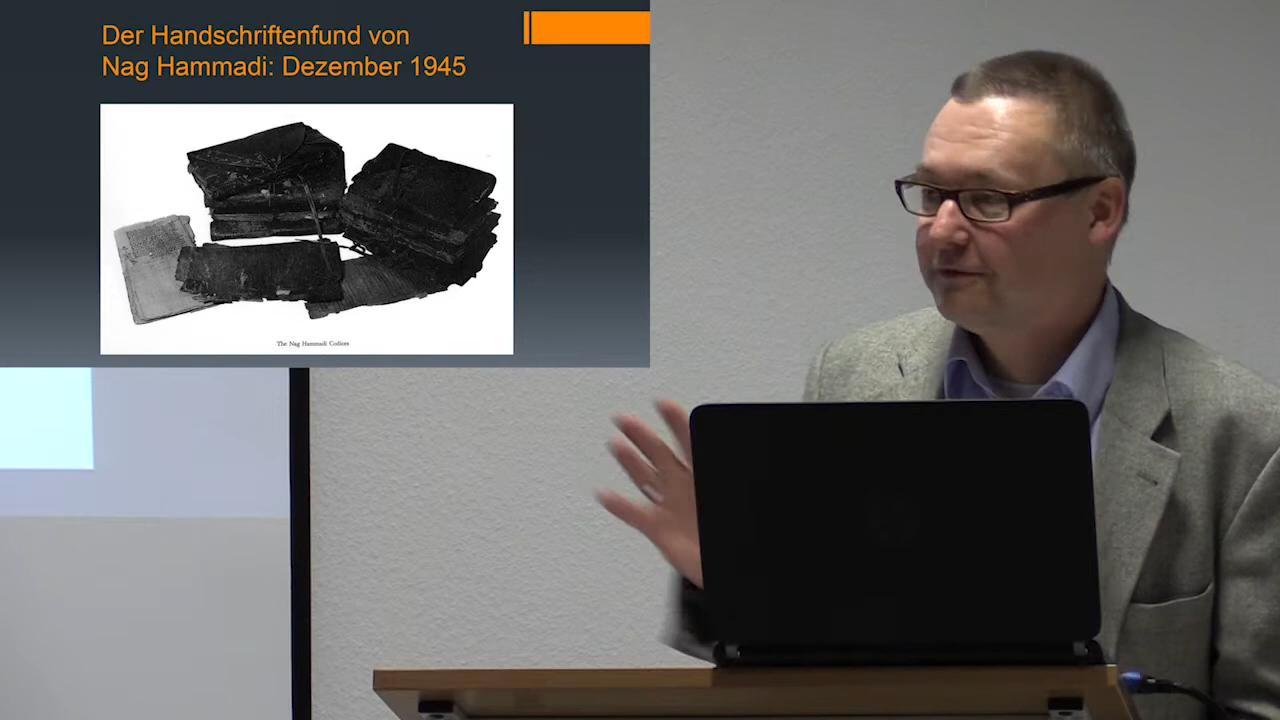 Der Handschriftenfund von
Nag Hammadi: Dezember 1945
The Nag Hammadi Codices